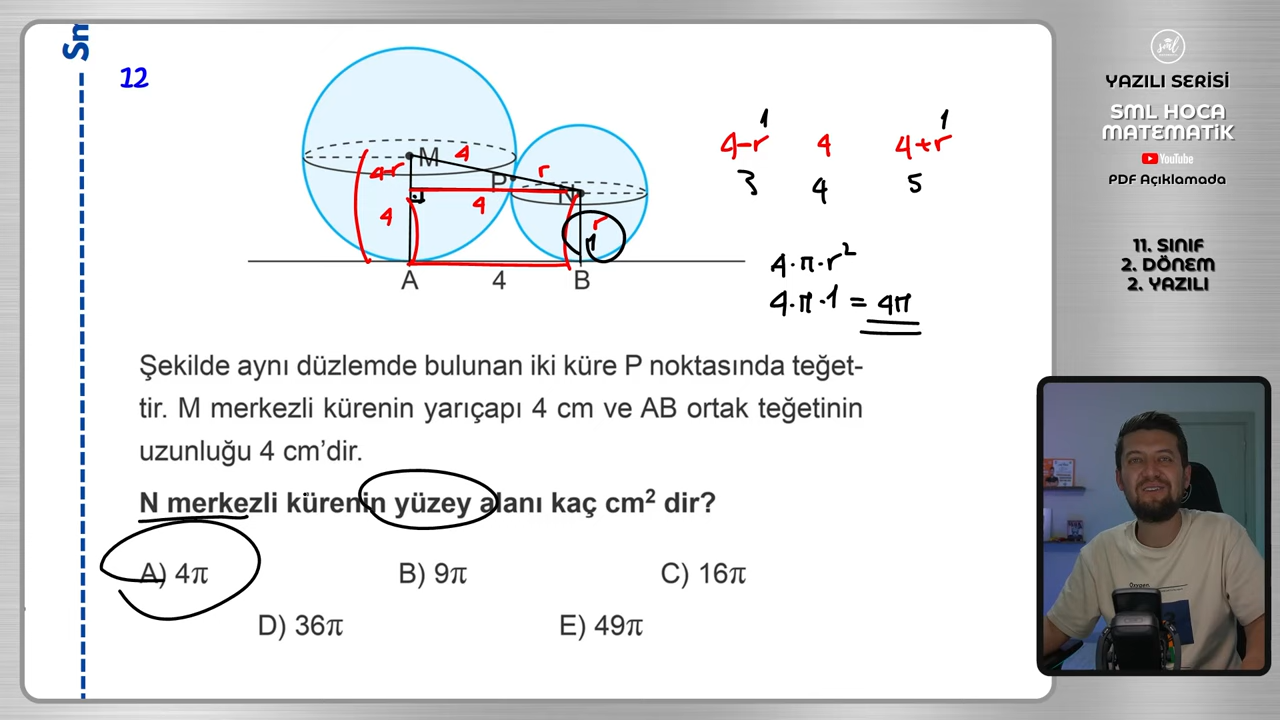 Sm
12
4-r 4 4+r
1 1
3 4 5
M
4
4-r
P
r
N
4
4
r
1
A 4 B
4·π·r²
4·π·1 = 4π
Şekilde aynı düzlemde bulunan iki küre P noktasında teğet-
tir. M merkezli kürenin yarıçapı 4 cm ve AB ortak teğetinin
uzunluğu 4 cm’dir.
N merkezli kürenin yüzey alanı kaç cm² dir?
A) 4π B) 9π C) 16π
D) 36π E) 49π
sml
YAZILI SERİSİ
SML HOCA
MATEMATİK
YouTube
PDF Açıklamada
11. SINIF
2. DÖNEM
2. YAZILI
Oxygen